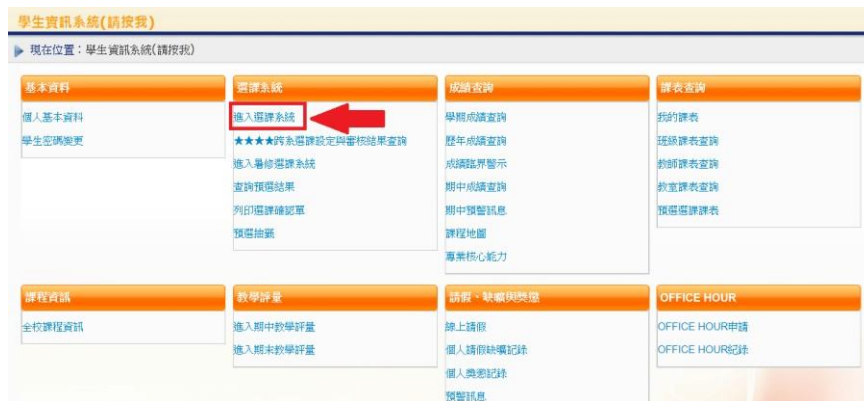 學生資訊系統(請按我)
現在位置：學生資訊系統(請按我)
基本資料
個人基本資料
學生密碼變更
選課系統
進入選課系統
★★★★跨系選課設定與審核結果查詢
進入暑修選課系統
查詢預選結果
列印選課確認單
預選抽籤
成績查詢
學期成績查詢
歷年成績查詢
成績臨界警示
期中成績查詢
期中預警訊息
課程地圖
專業核心能力
課表查詢
我的課表
班級課表查詢
教師課表查詢
教室課表查詢
預選選課課表
課程資訊
全校課程資訊
教學評量
進入期中教學評量
進入期末教學評量
請假、缺曠與獎懲
線上請假
個人請假缺曠記錄
個人獎懲記錄
預警訊息
OFFICE HOUR
OFFICE HOUR申請
OFFICE HOUR紀錄